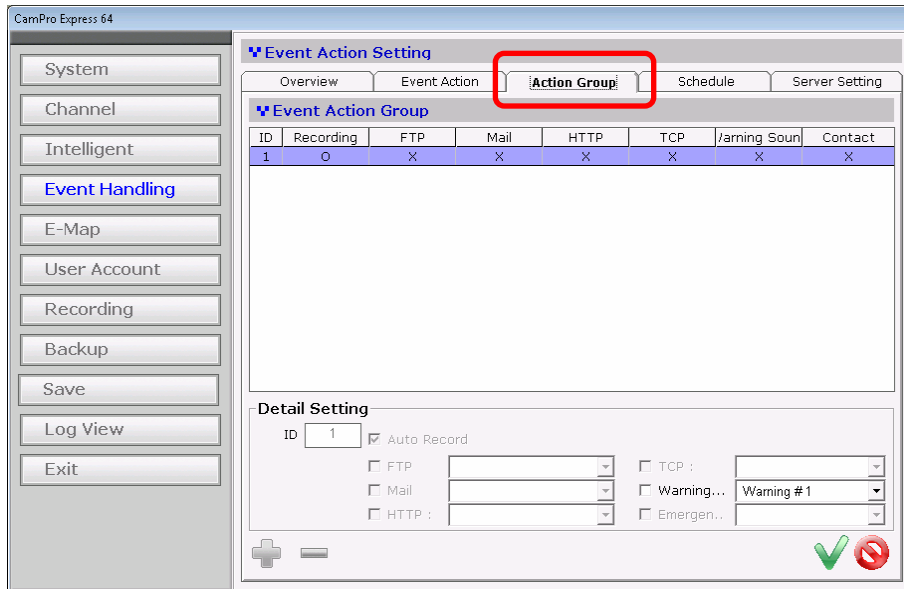 CamPro Express 64
System
Channel
Intelligent
Event Handling
E-Map
User Account
Recording
Backup
Save
Log View
Exit
Event Action Setting
Overview Event Action Action Group Schedule Server Setting
Event Action Group
ID Recording FTP Mail HTTP TCP /arning Soun Contact
1 O X X X X X X
Detail Setting
ID 1 Auto Record
FTP TCP :
Mail Warning... Warning #1
HTTP : Emergen..